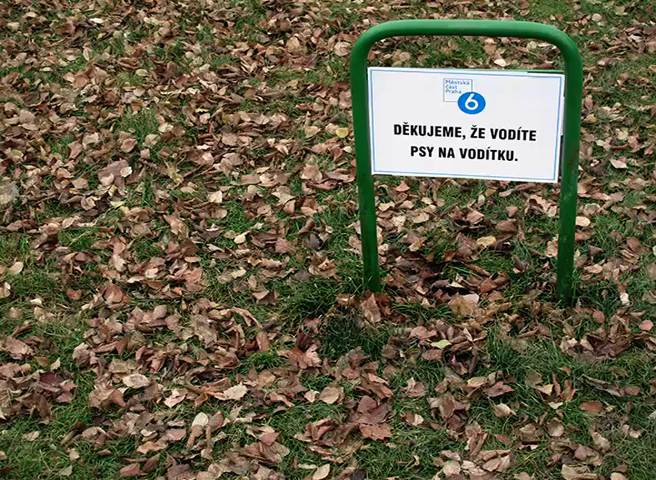 Městská
část
Praha
6
DĚKUJEME, ŽE VODÍTE
PSY NA VODÍTKU.